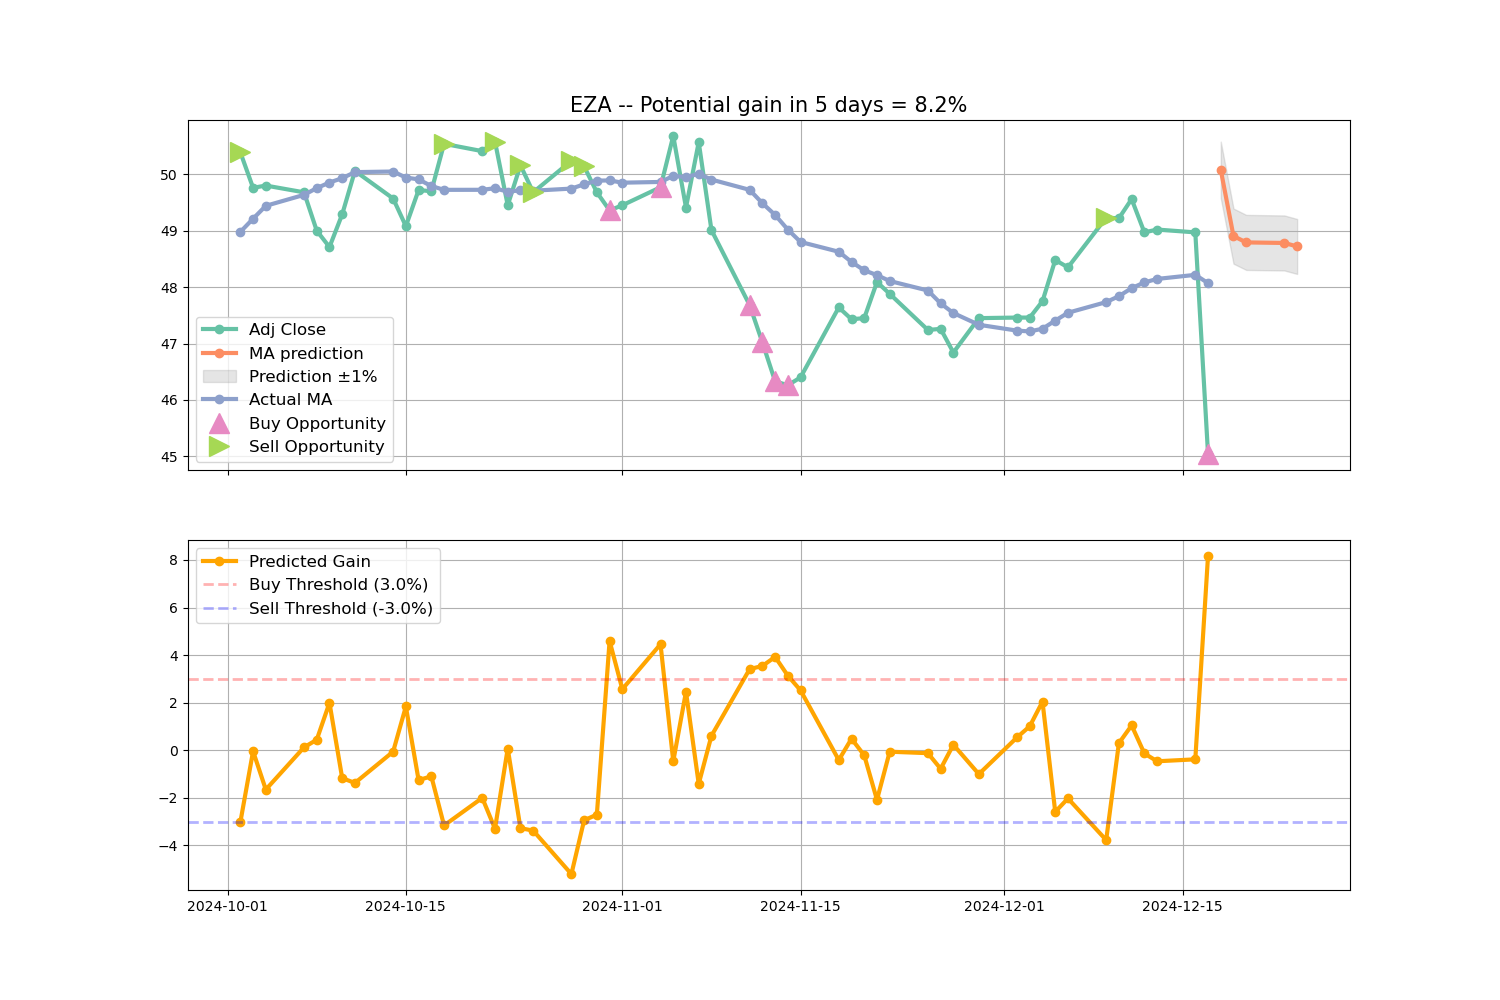 EZA -- Potential gain in 5 days = 8.2%
50
49
48
47
46
45
Adj Close
MA prediction
Prediction ±1%
Actual MA
Buy Opportunity
Sell Opportunity
8
6
4
2
0
−2
−4
Predicted Gain
Buy Threshold (3.0%)
Sell Threshold (-3.0%)
2024-10-01
2024-10-15
2024-11-01
2024-11-15
2024-12-01
2024-12-15